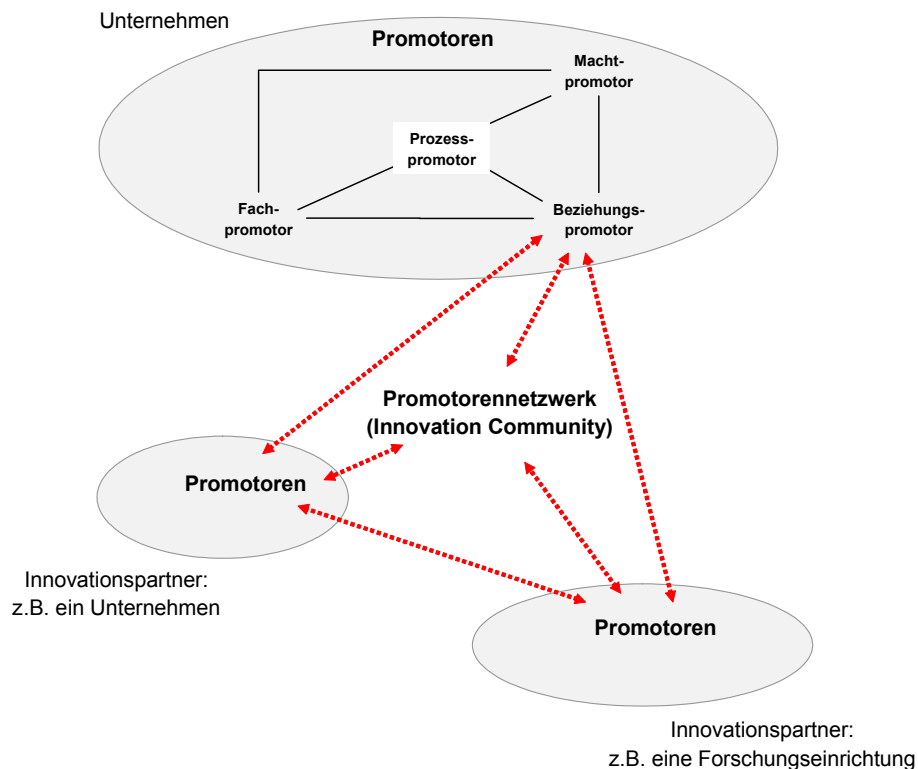 Unternehmen
Promotoren
Macht-
promotor
Prozess-
promotor
Fach-
promotor
Beziehungs-
promotor
Promotorennetzwerk
(Innovation Community)
Promotoren
Innovationspartner:
z.B. ein Unternehmen
Promotoren
Innovationspartner:
z.B. eine Forschungseinrichtung